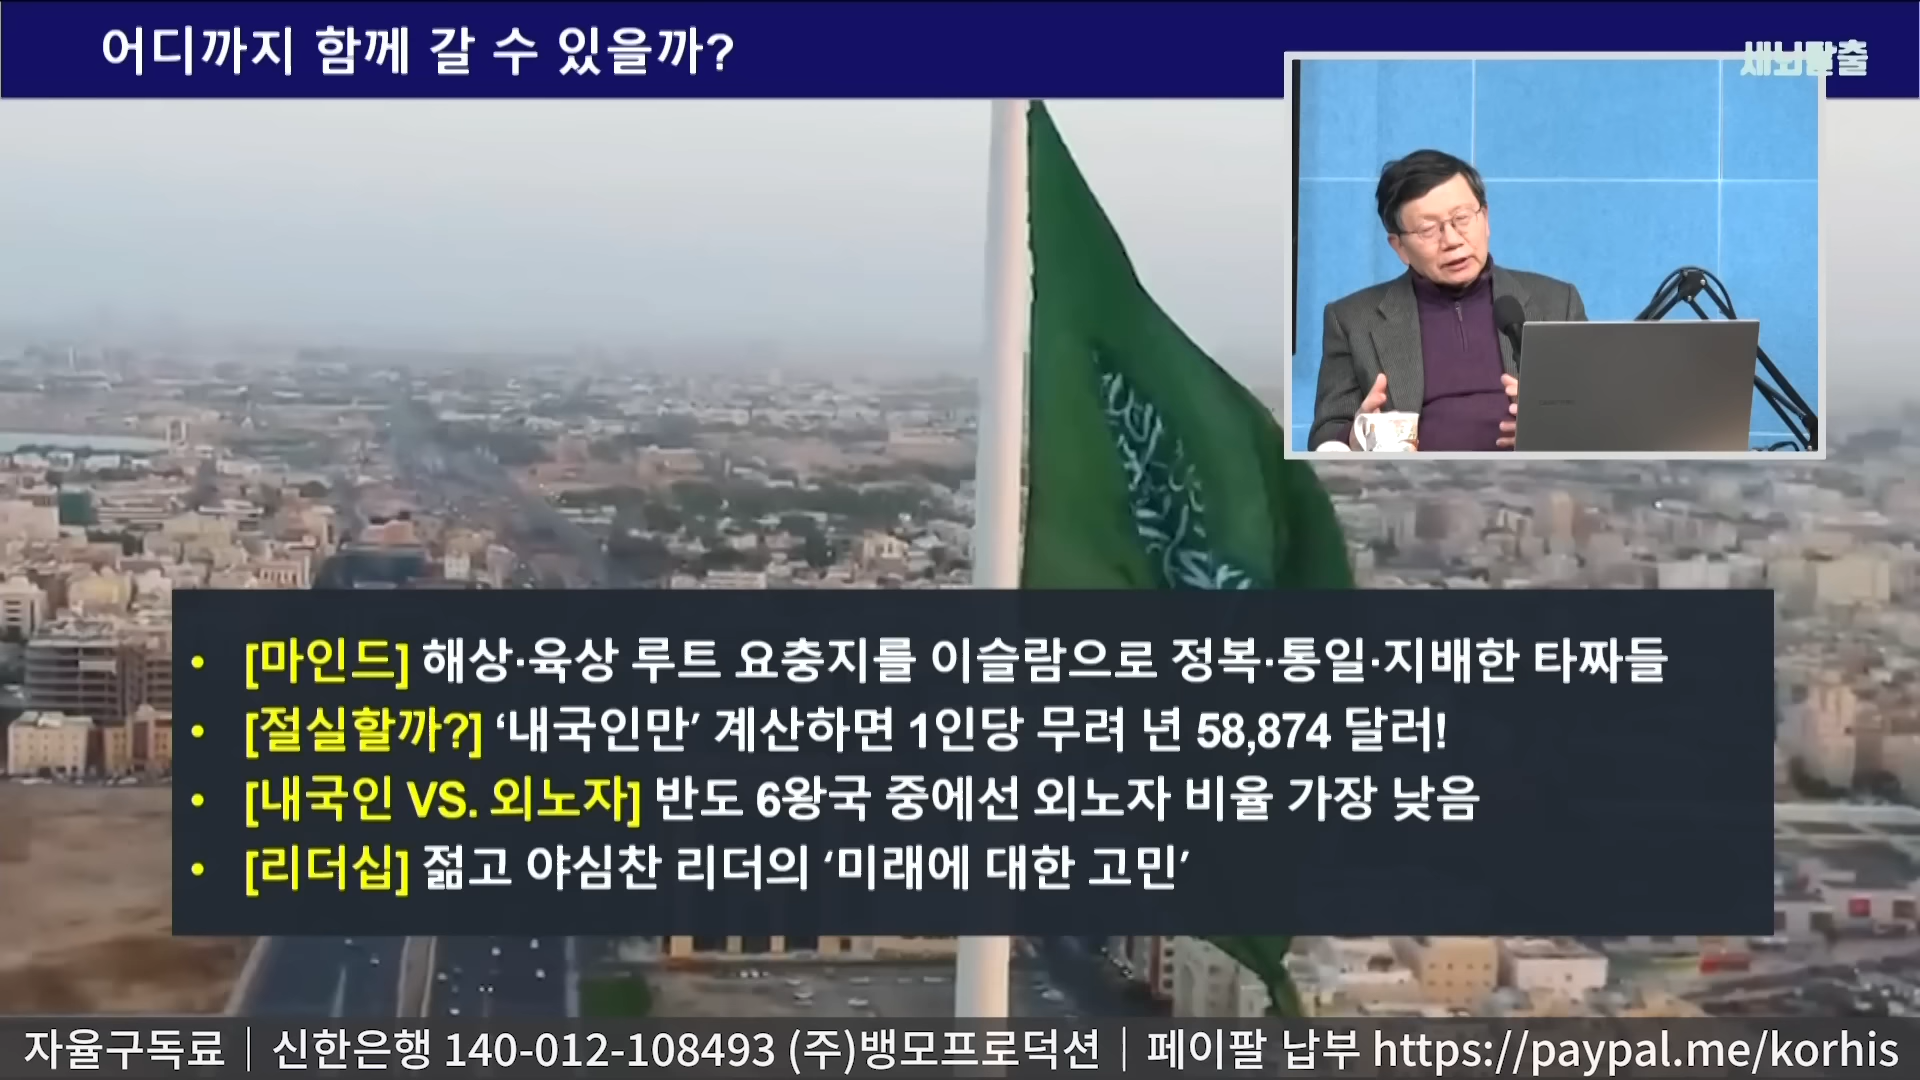 어디까지 함께 갈 수 있을까?
세뇌탈출
• [마인드] 해상·육상 루트 요충지를 이슬람으로 정복·통일·지배한 타짜들
• [절실할까?] ‘내국인만’ 계산하면 1인당 무려 년 58,874 달러!
• [내국인 VS. 외노자] 반도 6왕국 중에선 외노자 비율 가장 낮음
• [리더십] 젊고 야심찬 리더의 ‘미래에 대한 고민’
자율구독료｜신한은행 140-012-108493 (주)뱅모프로덕션｜페이팔 납부 https://paypal.me/korhis